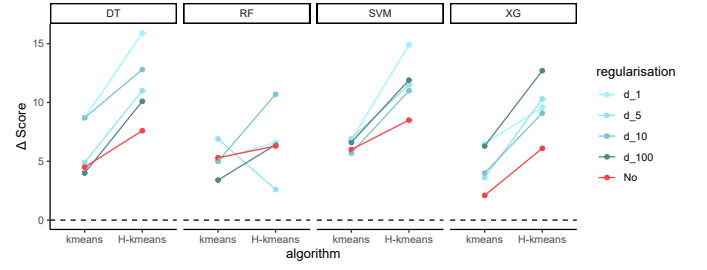 DT RF SVM XG
Δ Score
15
10
5
0
kmeans H-kmeans kmeans H-kmeans kmeans H-kmeans kmeans H-kmeans
algorithm
regularisation
d_1
d_5
d_10
d_100
No